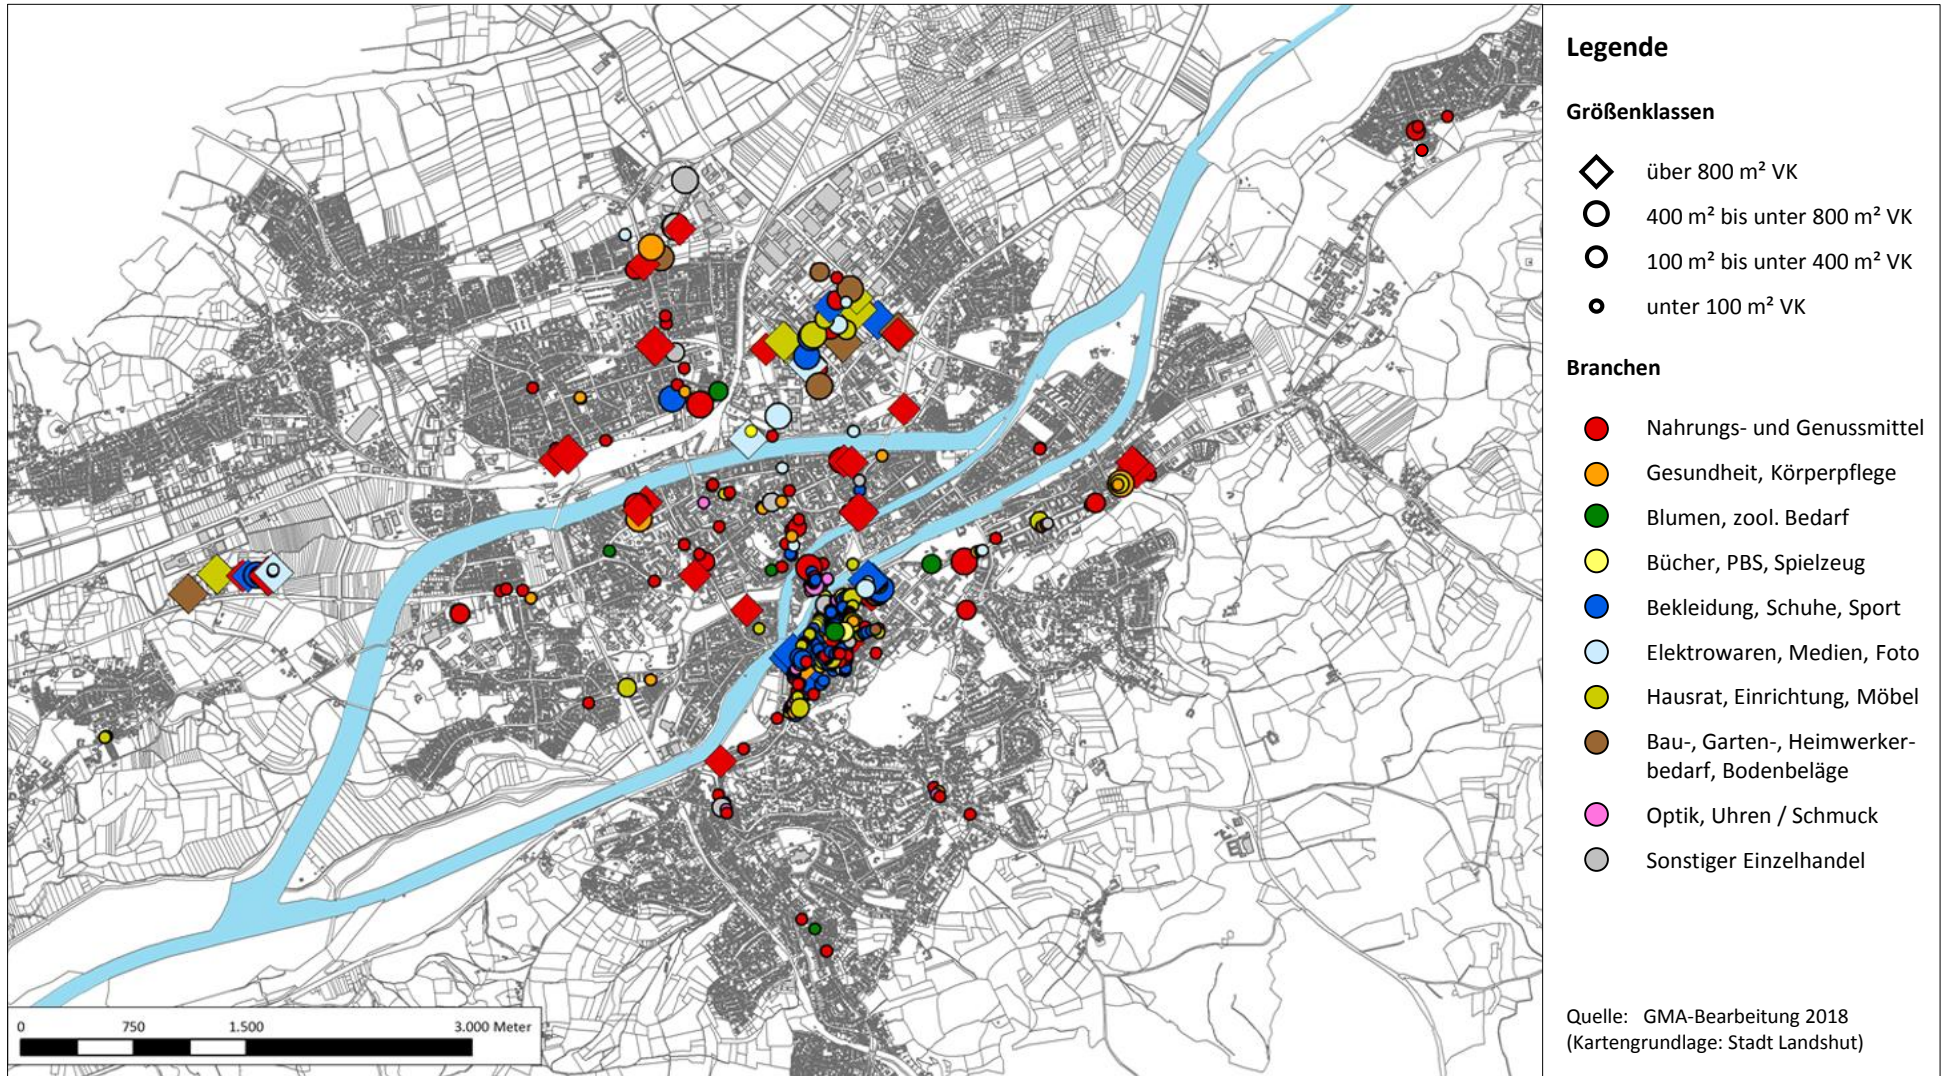 Legende
Größenklassen
über 800 m² VK
400 m² bis unter 800 m² VK
100 m² bis unter 400 m² VK
unter 100 m² VK
Branchen
Nahrungs- und Genussmittel
Gesundheit, Körperpflege
Blumen, zool. Bedarf
Bücher, PBS, Spielzeug
Bekleidung, Schuhe, Sport
Elektrowaren, Medien, Foto
Hausrat, Einrichtung, Möbel
Bau-, Garten-, Heimwerker-
bedarf, Bodenbeläge
Optik, Uhren / Schmuck
Sonstiger Einzelhandel
Quelle: GMA-Bearbeitung 2018
(Kartengrundlage: Stadt Landshut)
0 750 1.500 3.000 Meter